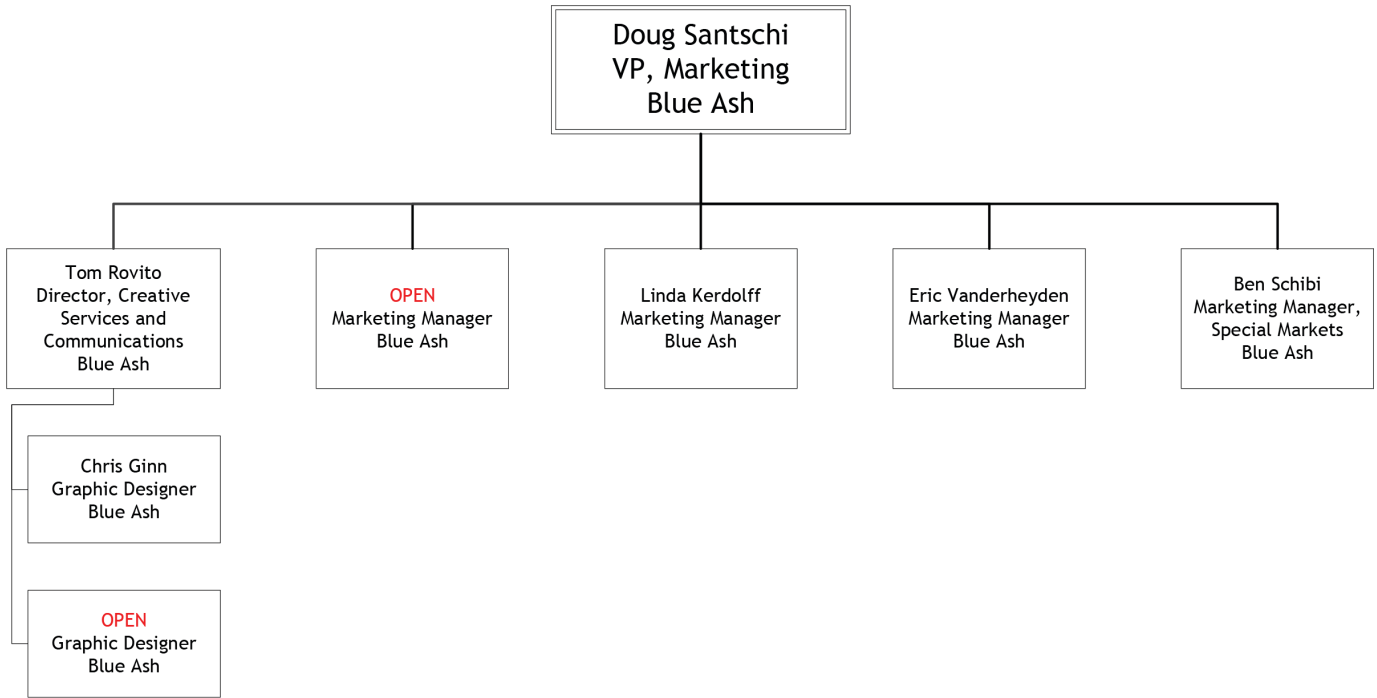 Doug Santschi
VP, Marketing
Blue Ash
Tom Rovito
Director, Creative
Services and
Communications
Blue Ash
OPEN
Marketing Manager
Blue Ash
Linda Kerdolff
Marketing Manager
Blue Ash
Eric Vanderheyden
Marketing Manager
Blue Ash
Ben Schibi
Marketing Manager,
Special Markets
Blue Ash
Chris Ginn
Graphic Designer
Blue Ash
OPEN
Graphic Designer
Blue Ash